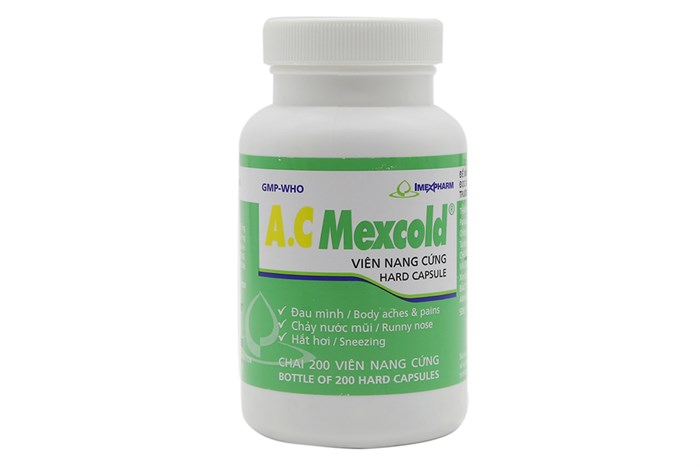 GMP-WHO
IMEXPHARM
A.C Mexcold®
VIÊN NANG CỨNG
HARD CAPSULE
✓ Đau mình / Body aches & pains
✓ Chảy nước mũi / Runny nose
✓ Hắt hơi / Sneezing
CHAI 200 VIÊN NANG CỨNG
BOTTLE OF 200 HARD CAPSULES